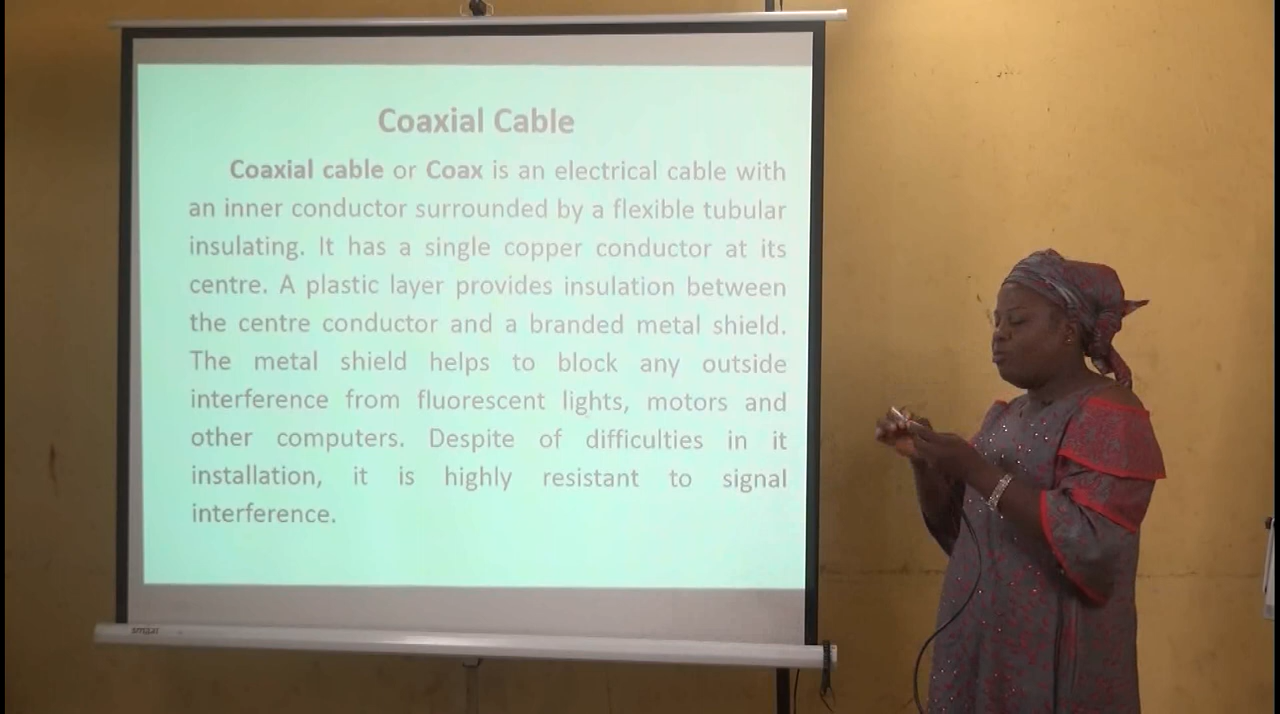 Coaxial Cable
Coaxial cable or Coax is an electrical cable with
an inner conductor surrounded by a flexible tubular
insulating. It has a single copper conductor at its
centre. A plastic layer provides insulation between
the centre conductor and a branded metal shield.
The metal shield helps to block any outside
interference from fluorescent lights, motors and
other computers. Despite of difficulties in it
installation, it is highly resistant to signal
interference.